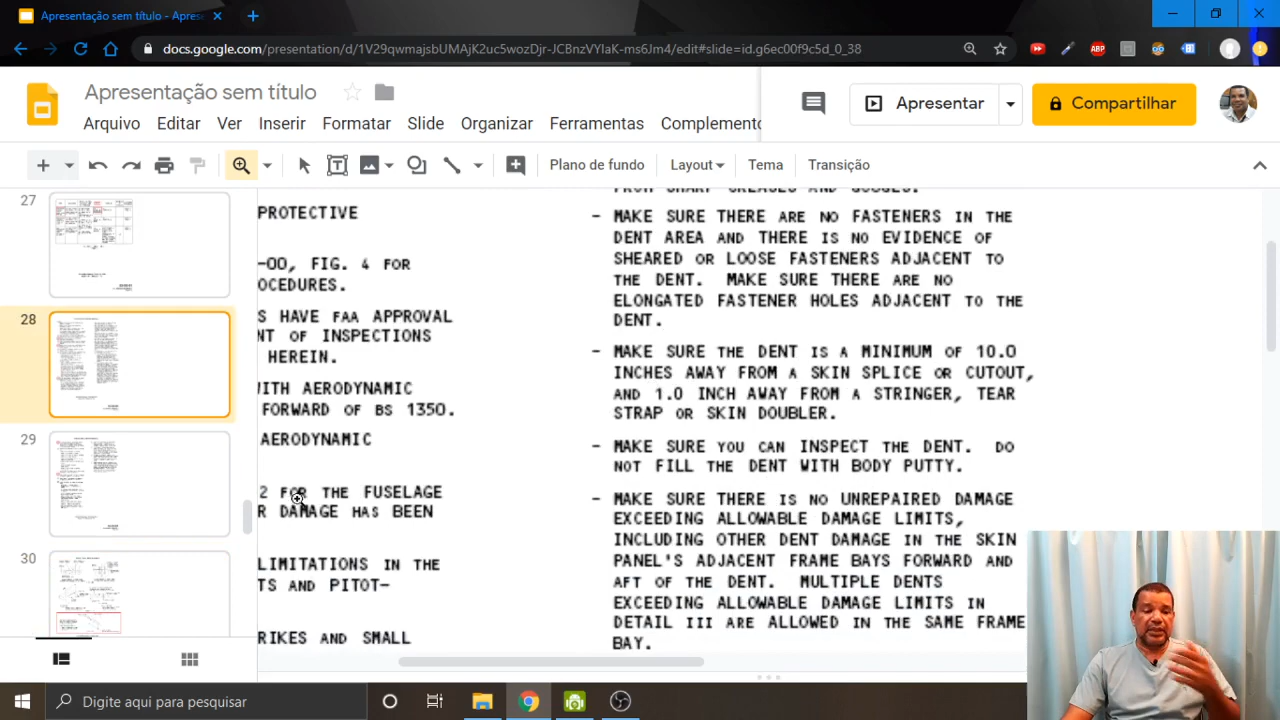 Apresentação sem título - Aprese
docs.google.com/presentation/d/1V29qwmajsbUMAjK2uc5wozDjr-JCBnzVYIaK-ms6Jm4/edit#slide=id.g6ec00f9c5d_0_38
ABP
Apresentação sem título
Arquivo Editar Ver Inserir Formatar Slide Organizar Ferramentas Complemento
Apresentar
Compartilhar
Plano de fundo Layout Tema Transição
27
28
29
30
PROTECTIVE
-00, FIG. 4 FOR
OCEDURES.
S HAVE FAA APPROVAL
NT OF INSPECTIONS
HEREIN.
WITH AERODYNAMIC
FORWARD OF BS 1350.
AERODYNAMIC
2 FOR THE FUSELAGE
R DAMAGE HAS BEEN
LIMITATIONS IN THE
TS AND PITOT-
RIKES AND SMALL
FROM SHARP CREASES AND GOUGES.
- MAKE SURE THERE ARE NO FASTENERS IN THE
DENT AREA AND THERE IS NO EVIDENCE OF
SHEARED OR LOOSE FASTENERS ADJACENT TO
THE DENT. MAKE SURE THERE ARE NO
ELONGATED FASTENER HOLES ADJACENT TO THE
DENT.
- MAKE SURE THE DENT IS A MINIMUM OF 10.0
INCHES AWAY FROM A SKIN SPLICE OR CUTOUT,
AND 1.0 INCH AWAY FROM A STRINGER, TEAR
STRAP OR SKIN DOUBLER.
- MAKE SURE YOU CAN INSPECT THE DENT. DO
NOT FILL THE DENT WITH BODY PUTTY.
- MAKE SURE THERE IS NO UNREPAIRED DAMAGE
EXCEEDING ALLOWABLE DAMAGE LIMITS,
INCLUDING OTHER DENT DAMAGE IN THE SKIN
PANEL'S ADJACENT FRAME BAYS FORWARD AND
AFT OF THE DENT. MULTIPLE DENTS
EXCEEDING ALLOWABLE DAMAGE LIMITS IN
DETAIL III ARE ALLOWED IN THE SAME FRAME
BAY.
Digite aqui para pesquisar